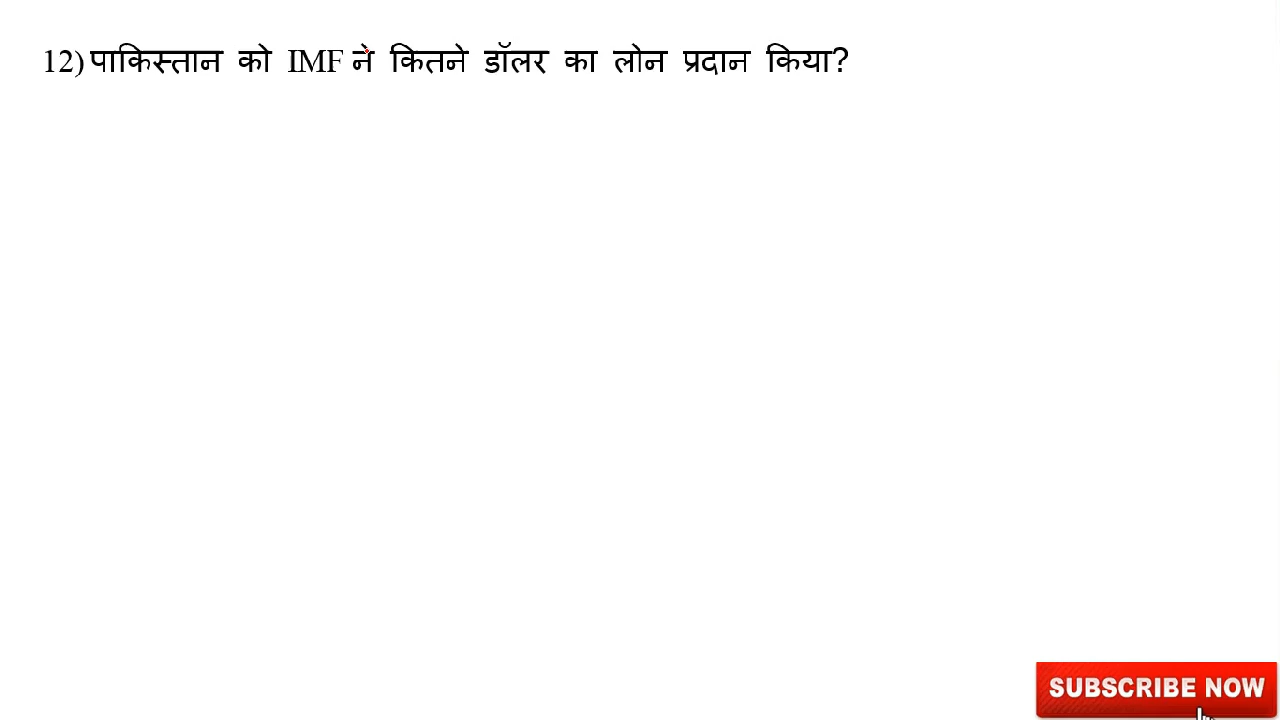 12) पाकिस्तान को IMF ने कितने डॉलर का लोन प्रदान किया?
SUBSCRIBE NOW